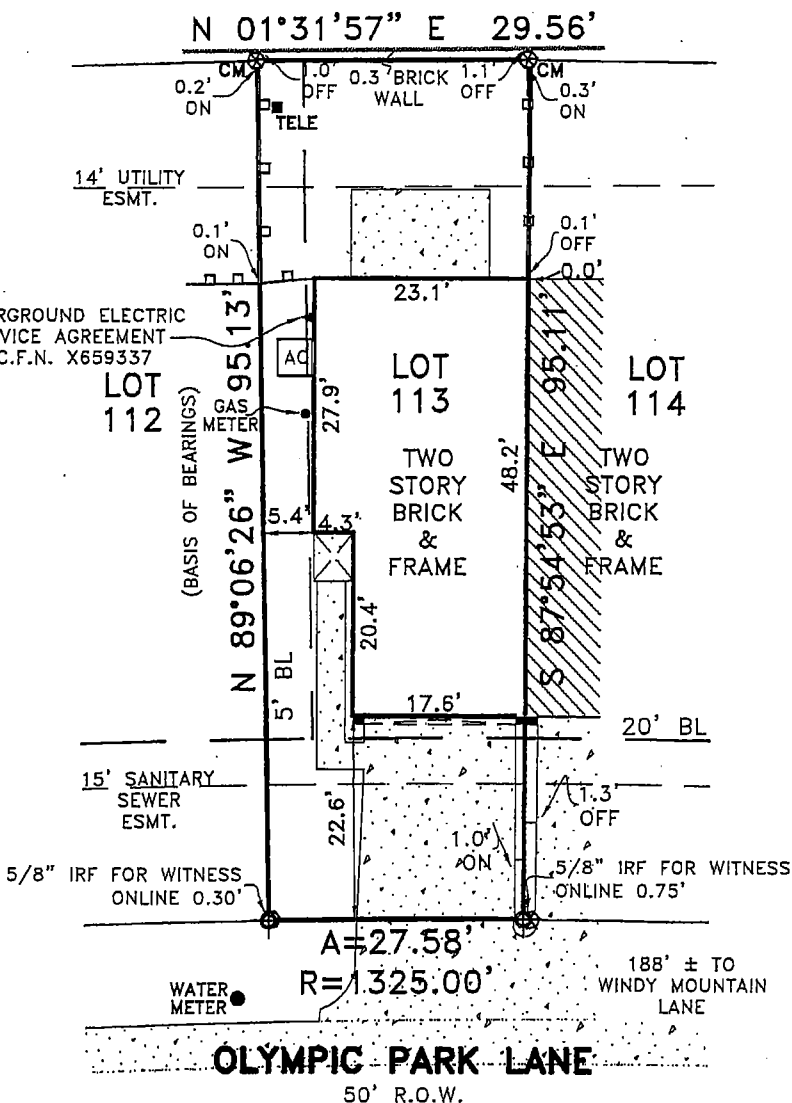 N 01°31'57" E 29.56'
CM
1.0'
OFF
0.3' BRICK
WALL
1.1'
OFF
CM
0.2'
ON
0.3'
ON
TELE
14' UTILITY
ESMT.
0.1'
ON
0.1'
OFF
0.0'
23.1'
RGROUND ELECTRIC
VICE AGREEMENT
C.F.N. X659337
AC
LOT
112
GAS
METER
27.9'
LOT
113
LOT
114
(BASIS OF BEARINGS)
N 89°06'26" W 95.13'
S 87°54'53" E 95.11'
TWO
STORY
BRICK
&
FRAME
48.2'
TWO
STORY
BRICK
&
FRAME
5.4'
4.3'
20.4'
5' BL
17.6'
20' BL
15' SANITARY
SEWER
ESMT.
22.6'
1.3'
OFF
1.0'
ON
5/8" IRF FOR WITNESS
ONLINE 0.30'
5/8" IRF FOR WITNESS
ONLINE 0.75'
A=27.58'
R=1325.00'
WATER
METER
188' ± TO
WINDY MOUNTAIN
LANE
OLYMPIC PARK LANE
50' R.O.W.